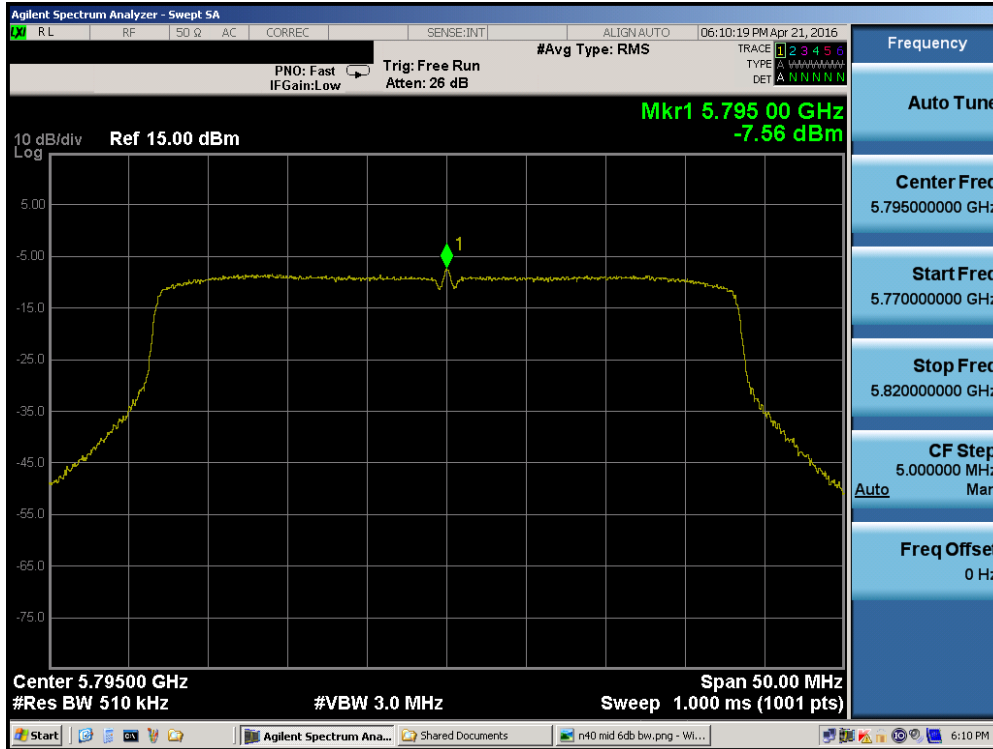 Agilent Spectrum Analyzer - Swept SA
LXI RL RF 50 Ω AC CORREC SENSE:INT ALIGN AUTO 06:10:19 PM Apr 21, 2016
#Avg Type: RMS
TRACE 1 2 3 4 5 6
TYPE A
DET A N N N N N
PNO: Fast
IFGain:Low
Trig: Free Run
Atten: 26 dB
Mkr1 5.795 00 GHz
-7.56 dBm
10 dB/div Ref 15.00 dBm
Log
5.00
-5.00
-15.0
-25.0
-35.0
-45.0
-55.0
-65.0
-75.0
1
Center 5.79500 GHz Span 50.00 MHz
#Res BW 510 kHz #VBW 3.0 MHz Sweep 1.000 ms (1001 pts)
Frequency
Auto Tune
Center Freq
5.795000000 GHz
Start Freq
5.770000000 GHz
Stop Freq
5.820000000 GHz
CF Step
5.000000 MHz
Auto Man
Freq Offset
0 Hz
Start Agilent Spectrum Ana... Shared Documents n40 mid 6db bw.png - Wi... 6:10 PM